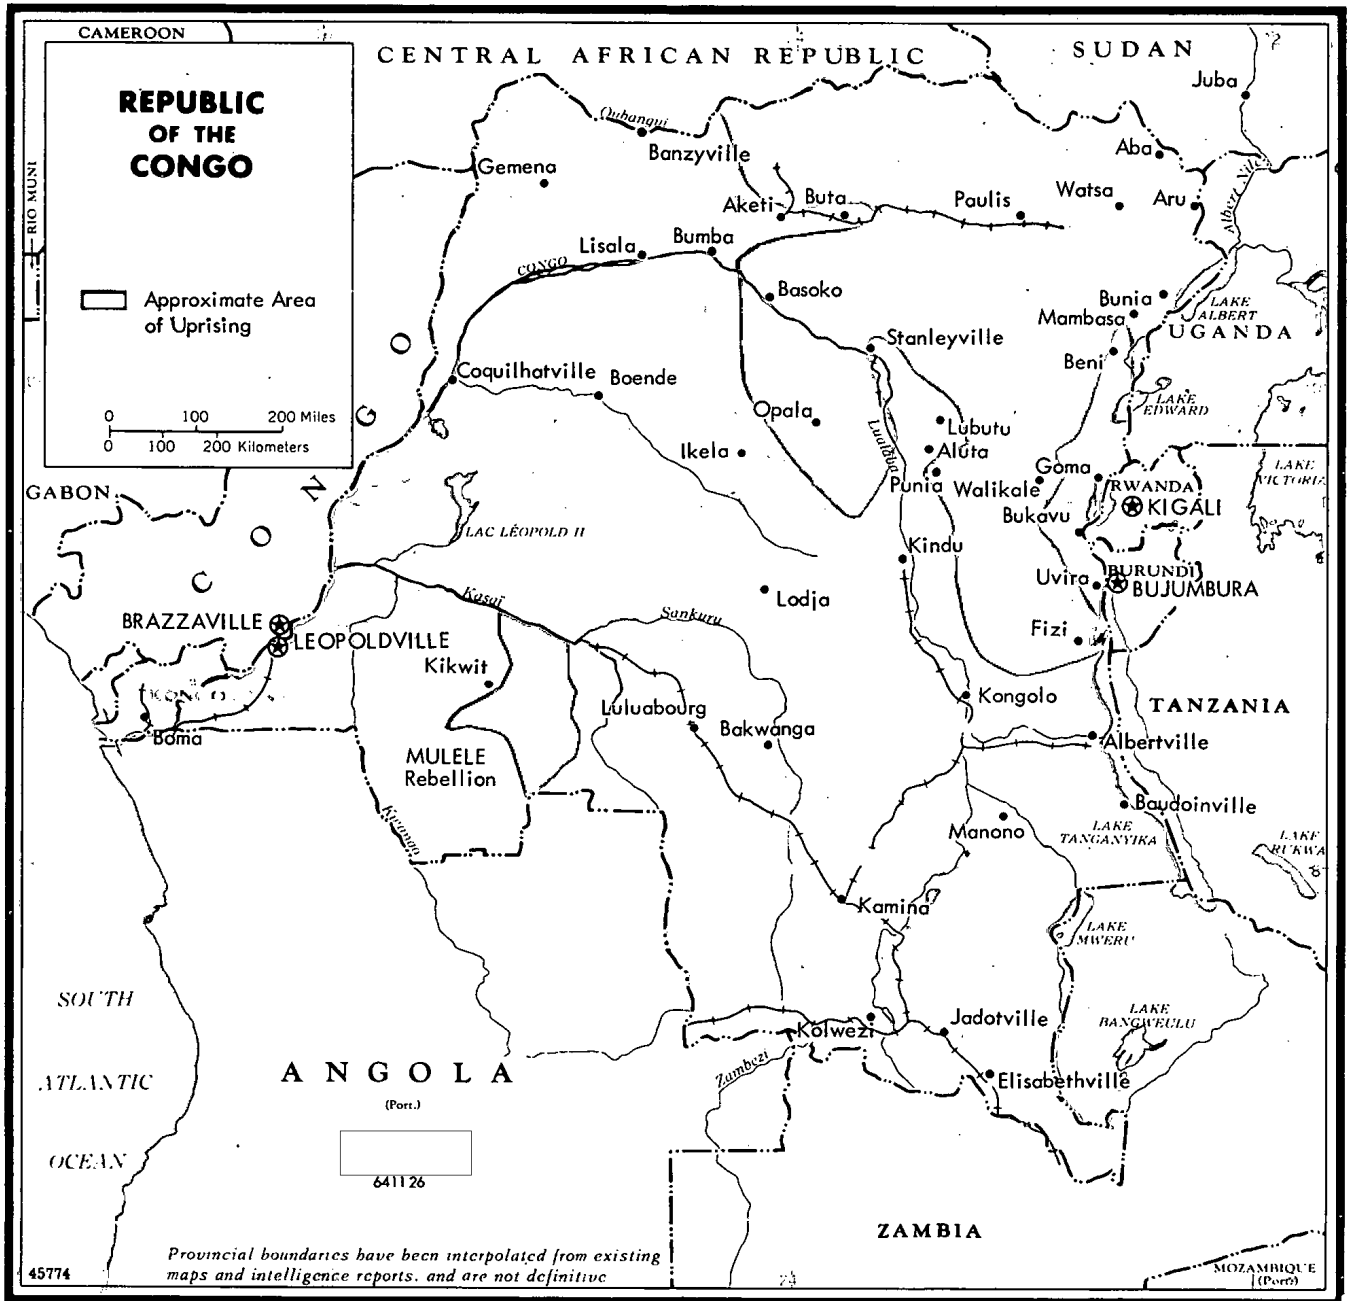 CAMEROON
CENTRAL AFRICAN REPUBLIC
SUDAN
Juba
REPUBLIC
OF THE
CONGO
RIO MUNI
Approximate Area
of Uprising
0 100 200 Miles
0 100 200 Kilometers
Oubangui
Banzyville
Gemena
Aba
Albert Nile
Aketi
Buta
Paulis
Watsa
Aru
Lisala
Bumba
CONGO
Basoko
Bunia
Mambasa
LAKE
ALBERT
UGANDA
Stanleyville
Beni
Coquilhatville
Boende
LAKE
EDWARD
Opala
Lualaba
Lubutu
Ikela
Aluta
Punia
Walikale
Goma
RWANDA
KIGALI
LAKE
Bukavu
GABON
CONGO
LAC LÉOPOLD II
Kindu
Uvira
BURUNDI
BUJUMBURA
Lodja
Kasai
Sankuru
Fizi
BRAZZAVILLE
LEOPOLDVILLE
Kikwit
Kongolo
TANZANIA
Luluabourg
Bakwanga
Boma
Albertville
MULELE
Rebellion
Kwango
Baudoinville
Manono
LAKE
TANGANYIKA
LAKE
RUKWA
Kamina
LAKE
MWERU
SOUTH
ATLANTIC
OCEAN
Kolwezi
Jadotville
LAKE
BANGWEULU
Zambezi
Elisabethville
ANGOLA
(Port.)
641126
ZAMBIA
Provincial boundaries have been interpolated from existing
maps and intelligence reports, and are not definitive
45774
24
MOZAMBIQUE
(Port.)